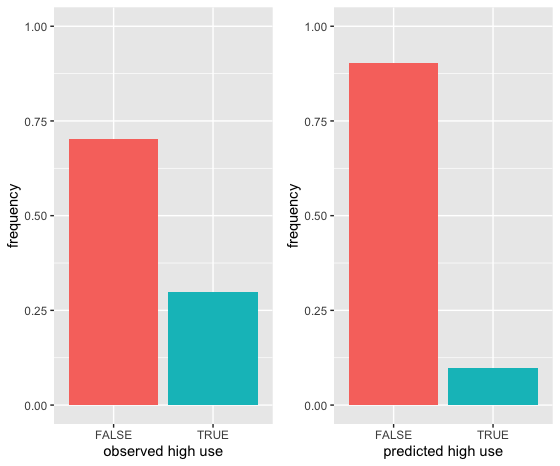 1.00
0.75
0.50
0.25
0.00
frequency
FALSE TRUE
observed high use
1.00
0.75
0.50
0.25
0.00
frequency
FALSE TRUE
predicted high use